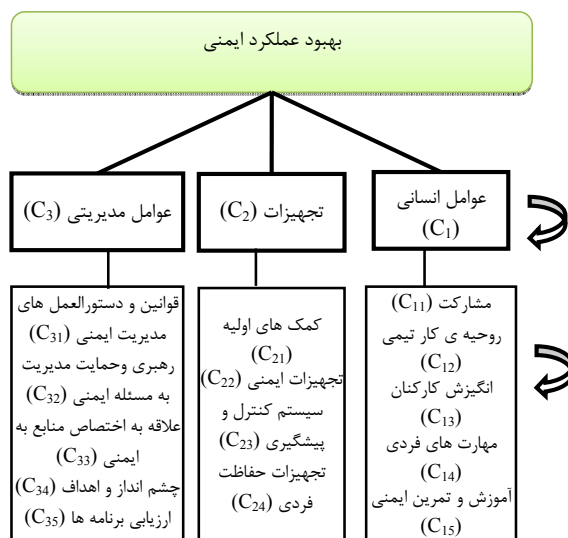 بهبود عملکرد ایمنی
عوامل انسانی
(C1)
تجهیزات (C2)
عوامل مدیریتی (C3)
مشارکت (C11)
روحیه ی کار تیمی
(C12)
انگیزش کارکنان
(C13)
مهارت های فردی
(C14)
آموزش و تمرین ایمنی
(C15)
کمک های اولیه
(C21)
تجهیزات ایمنی (C22)
سیستم کنترل و
پیشگیری (C23)
تجهیزات حفاظت
فردی (C24)
قوانین و دستورالعمل های
مدیریت ایمنی (C31)
رهبری وحمایت مدیریت
به مسئله ایمنی (C32)
علاقه به اختصاص منابع به
ایمنی (C33)
چشم انداز و اهداف (C34)
ارزیابی برنامه ها (C35)